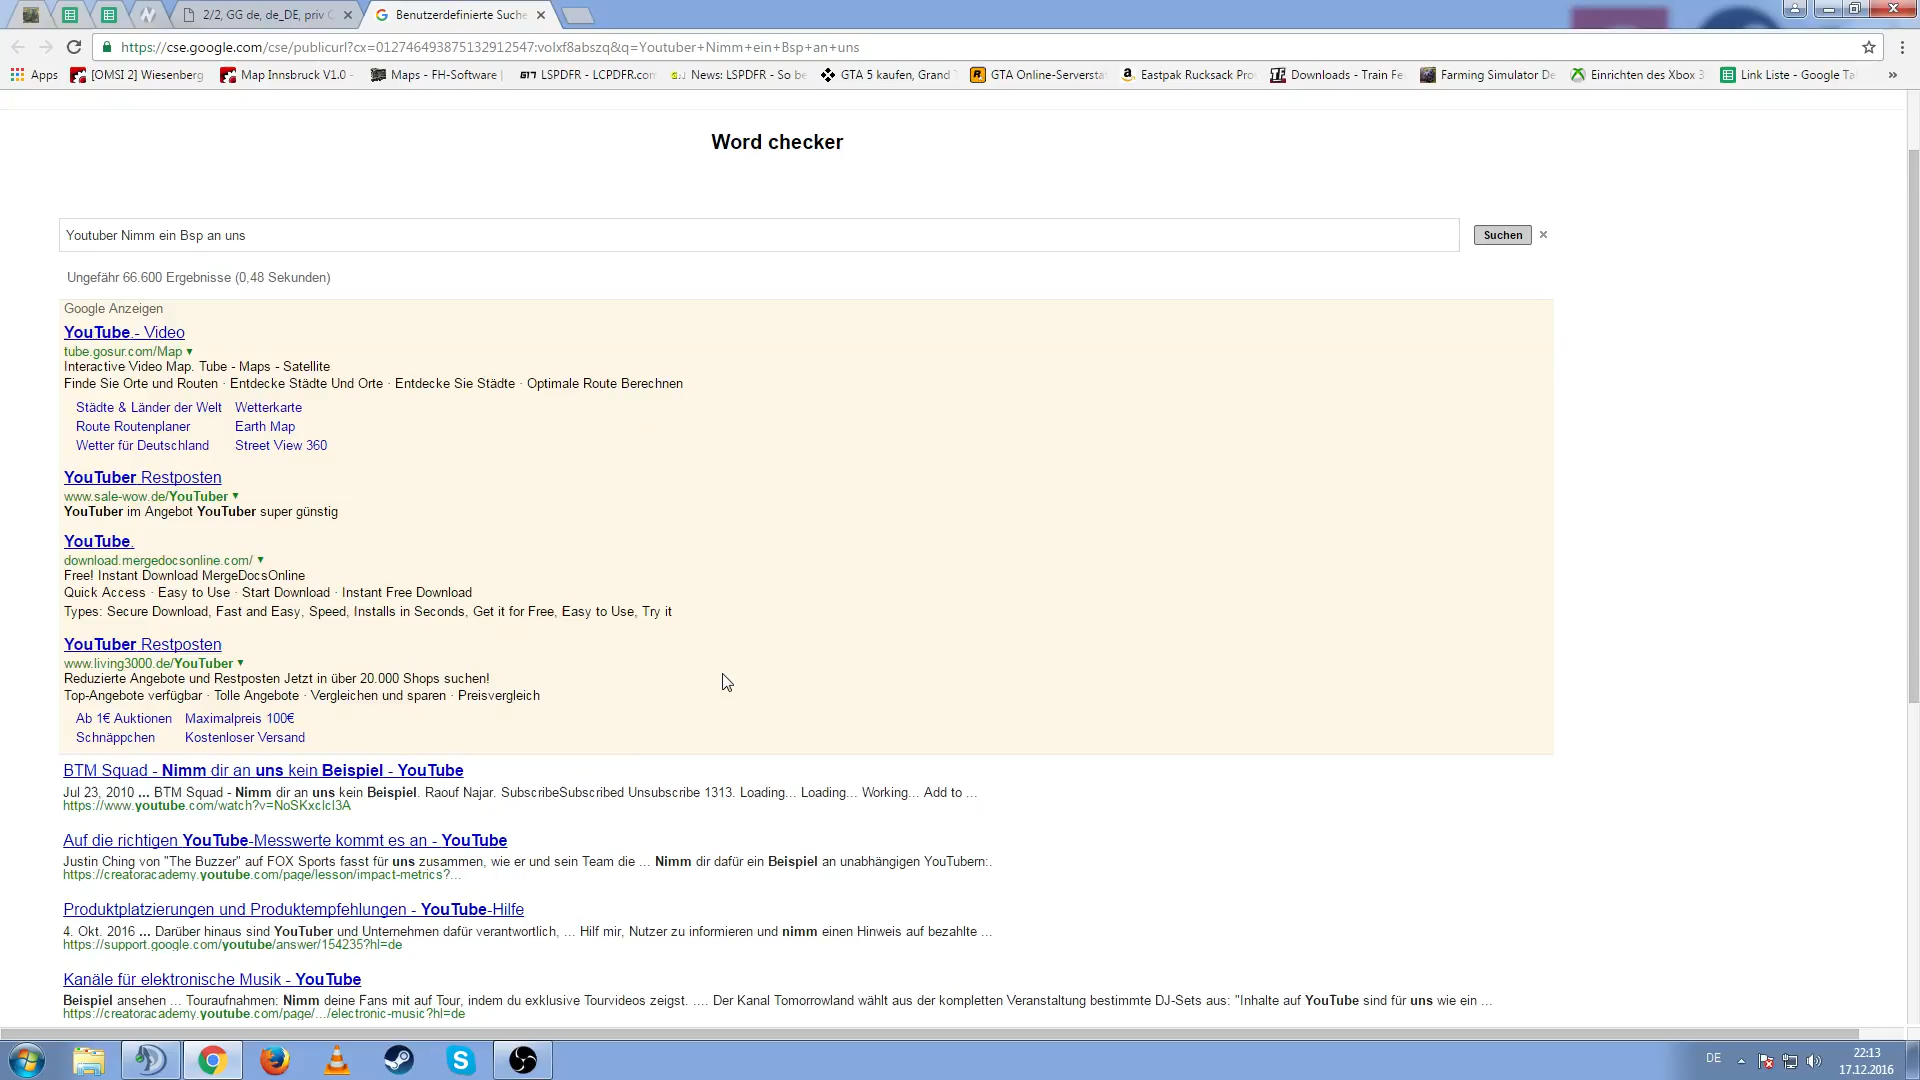 2/2, GG de, de_DE, priv
Benutzerdefinierte Suche
https://cse.google.com/cse/publicurl?cx=012746493875132912547:volxf8abszq&q=Youtuber+Nimm+ein+Bsp+an+uns
Apps [OMSI 2] Wiesenberg Map Innsbruck V1.0 - Maps - FH-Software LSPDFR - LCPDFR.com News: LSPDFR - So be GTA 5 kaufen, Grand GTA Online-Serversta Eastpak Rucksack Pro Downloads - Train Fe Farming Simulator De Einrichten des Xbox 3 Link Liste - Google Ta »
Word checker
Youtuber Nimm ein Bsp an uns
Suchen
Ungefähr 66.600 Ergebnisse (0,48 Sekunden)
Google Anzeigen
YouTube.- Video
tube.gosur.com/Map
Interactive Video Map. Tube - Maps - Satellite
Finde Sie Orte und Routen · Entdecke Städte Und Orte · Entdecke Sie Städte · Optimale Route Berechnen
Städte & Länder der Welt Wetterkarte
Route Routenplaner Earth Map
Wetter für Deutschland Street View 360
YouTuber Restposten
www.sale-wow.de/YouTuber
YouTuber im Angebot YouTuber super günstig
YouTube.
download.mergedocsonline.com/
Free! Instant Download MergeDocsOnline
Quick Access · Easy to Use · Start Download · Instant Free Download
Types: Secure Download, Fast and Easy, Speed, Installs in Seconds, Get it for Free, Easy to Use, Try it
YouTuber Restposten
www.living3000.de/YouTuber
Reduzierte Angebote und Restposten Jetzt in über 20.000 Shops suchen!
Top-Angebote verfügbar · Tolle Angebote · Vergleichen und sparen · Preisvergleich
Ab 1€ Auktionen Maximalpreis 100€
Schnäppchen Kostenloser Versand
BTM Squad - Nimm dir an uns kein Beispiel - YouTube
Jul 23, 2010 ... BTM Squad - Nimm dir an uns kein Beispiel. Raouf Najar. SubscribeSubscribed Unsubscribe 1313. Loading... Loading... Working... Add to ...
https://www.youtube.com/watch?v=NoSKxclcl3A
Auf die richtigen YouTube-Messwerte kommt es an - YouTube
Justin Ching von "The Buzzer" auf FOX Sports fasst für uns zusammen, wie er und sein Team die ... Nimm dir dafür ein Beispiel an unabhängigen YouTubern:.
https://creatoracademy.youtube.com/page/lesson/impact-metrics?...
Produktplatzierungen und Produktempfehlungen - YouTube-Hilfe
4. Okt. 2016 ... Darüber hinaus sind YouTuber und Unternehmen dafür verantwortlich, ... Hilf mir, Nutzer zu informieren und nimm einen Hinweis auf bezahlte ...
https://support.google.com/youtube/answer/154235?hl=de
Kanäle für elektronische Musik - YouTube
Beispiel ansehen ... Touraufnahmen: Nimm deine Fans mit auf Tour, indem du exklusive Tourvideos zeigst. .... Der Kanal Tomorrowland wählt aus der kompletten Veranstaltung bestimmte DJ-Sets aus: "Inhalte auf YouTube sind für uns wie ein ...
https://creatoracademy.youtube.com/page/.../electronic-music?hl=de
DE
22:13
17.12.2016